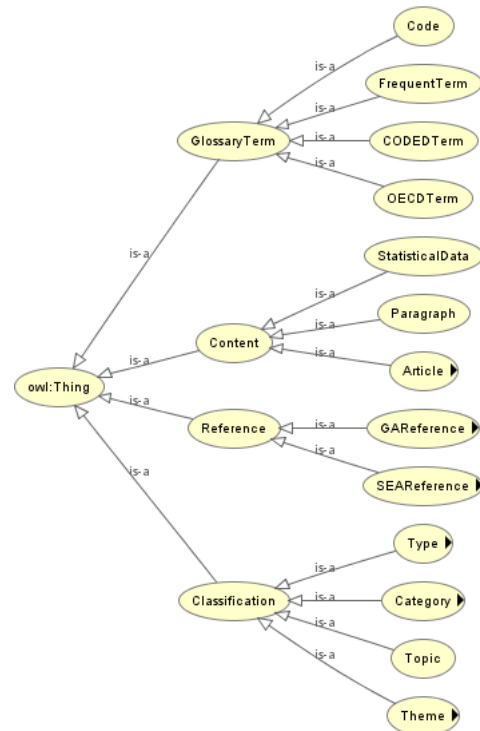 Code
is-a
FrequentTerm
is-a
GlossaryTerm
is-a
CODEDTerm
is-a
OECDTerm
StatisticalData
is-a
is-a
Paragraph
is-a
Content
is-a
is-a
Article
owl:Thing
is-a
Reference
is-a
GAReference
is-a
SEAReference
is-a
Type
is-a
Classification
is-a
Category
is-a
Topic
is-a
Theme